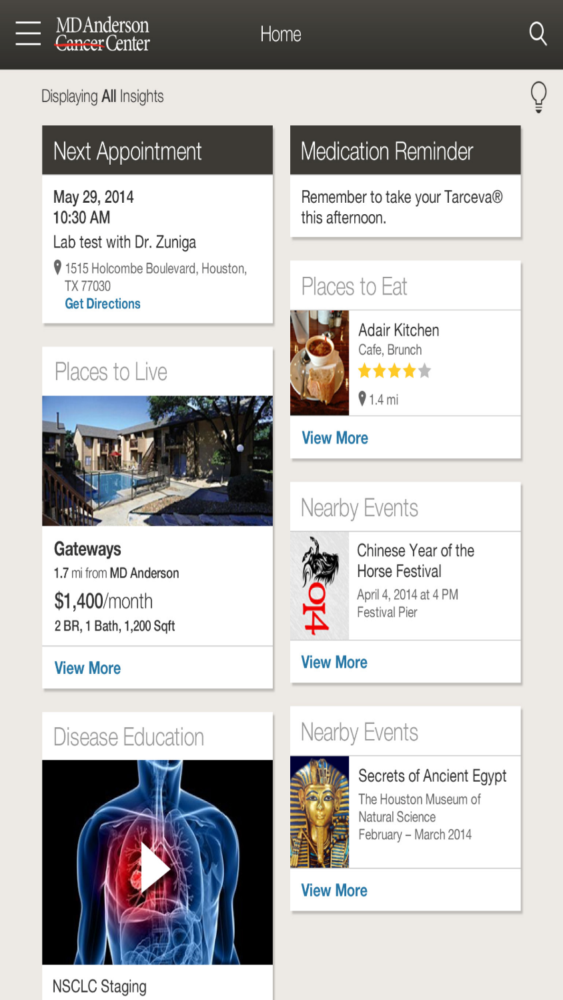 MD Anderson
Cancer Center
Home
Displaying All Insights
Next Appointment
May 29, 2014
10:30 AM
Lab test with Dr. Zuniga
1515 Holcombe Boulevard, Houston,
TX 77030
Get Directions
Places to Live
Gateways
1.7 mi from MD Anderson
$1,400/month
2 BR, 1 Bath, 1,200 Sqft
View More
Disease Education
NSCLC Staging
Medication Reminder
Remember to take your Tarceva®
this afternoon.
Places to Eat
Adair Kitchen
Cafe, Brunch
1.4 mi
View More
Nearby Events
014
Chinese Year of the
Horse Festival
April 4, 2014 at 4 PM
Festival Pier
View More
Nearby Events
Secrets of Ancient Egypt
The Houston Museum of
Natural Science
February – March 2014
View More